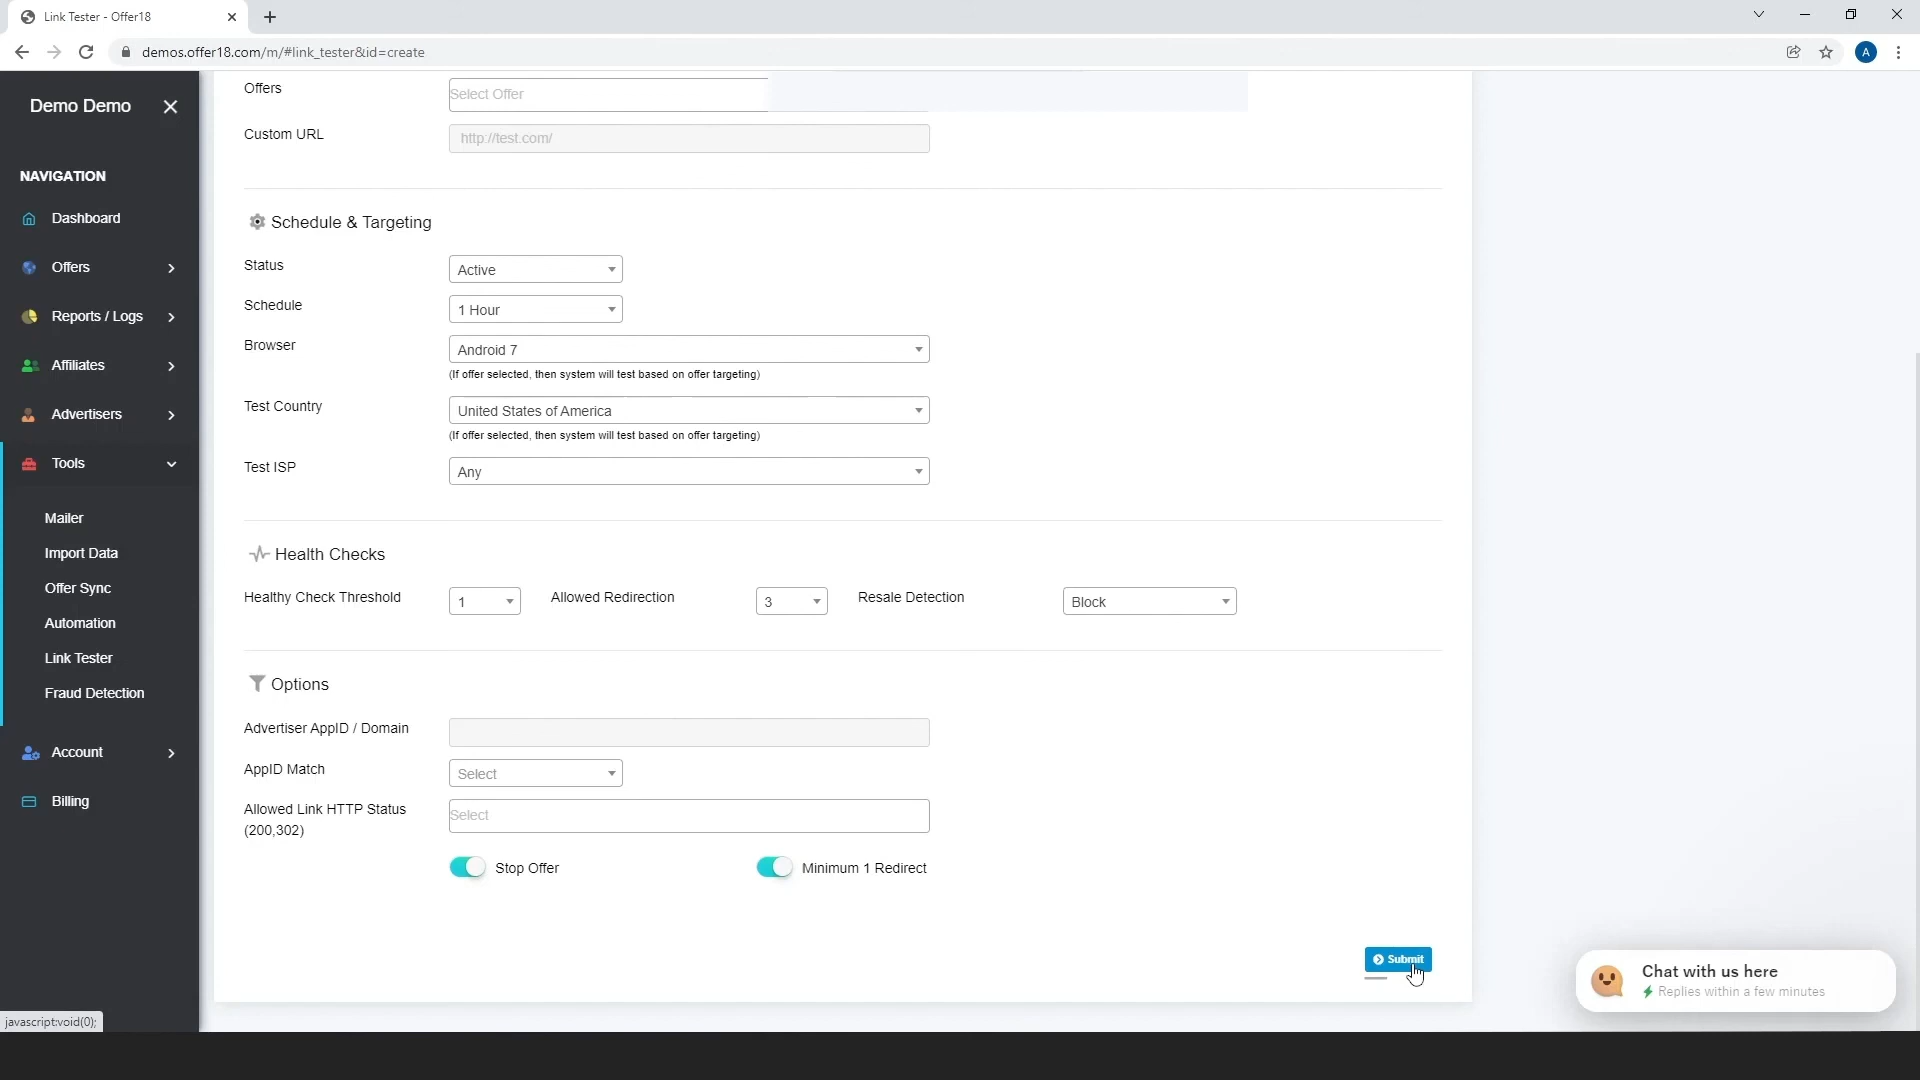 Link Tester - Offer18
demos.offer18.com/m/#link_tester&id=create
A
Demo Demo
NAVIGATION
Dashboard
Offers
Reports / Logs
Affiliates
Advertisers
Tools
Mailer
Import Data
Offer Sync
Automation
Link Tester
Fraud Detection
Account
Billing
javascript:void(0);
Offers
Select Offer
Custom URL
http://test.com/
Schedule & Targeting
Status
Active
Schedule
1 Hour
Browser
Android 7
(If offer selected, then system will test based on offer targeting)
Test Country
United States of America
(If offer selected, then system will test based on offer targeting)
Test ISP
Any
Health Checks
Healthy Check Threshold
1
Allowed Redirection
3
Resale Detection
Block
Options
Advertiser AppID / Domain
AppID Match
Select
Allowed Link HTTP Status
(200,302)
Select
Stop Offer
Minimum 1 Redirect
Submit
Chat with us here
Replies within a few minutes